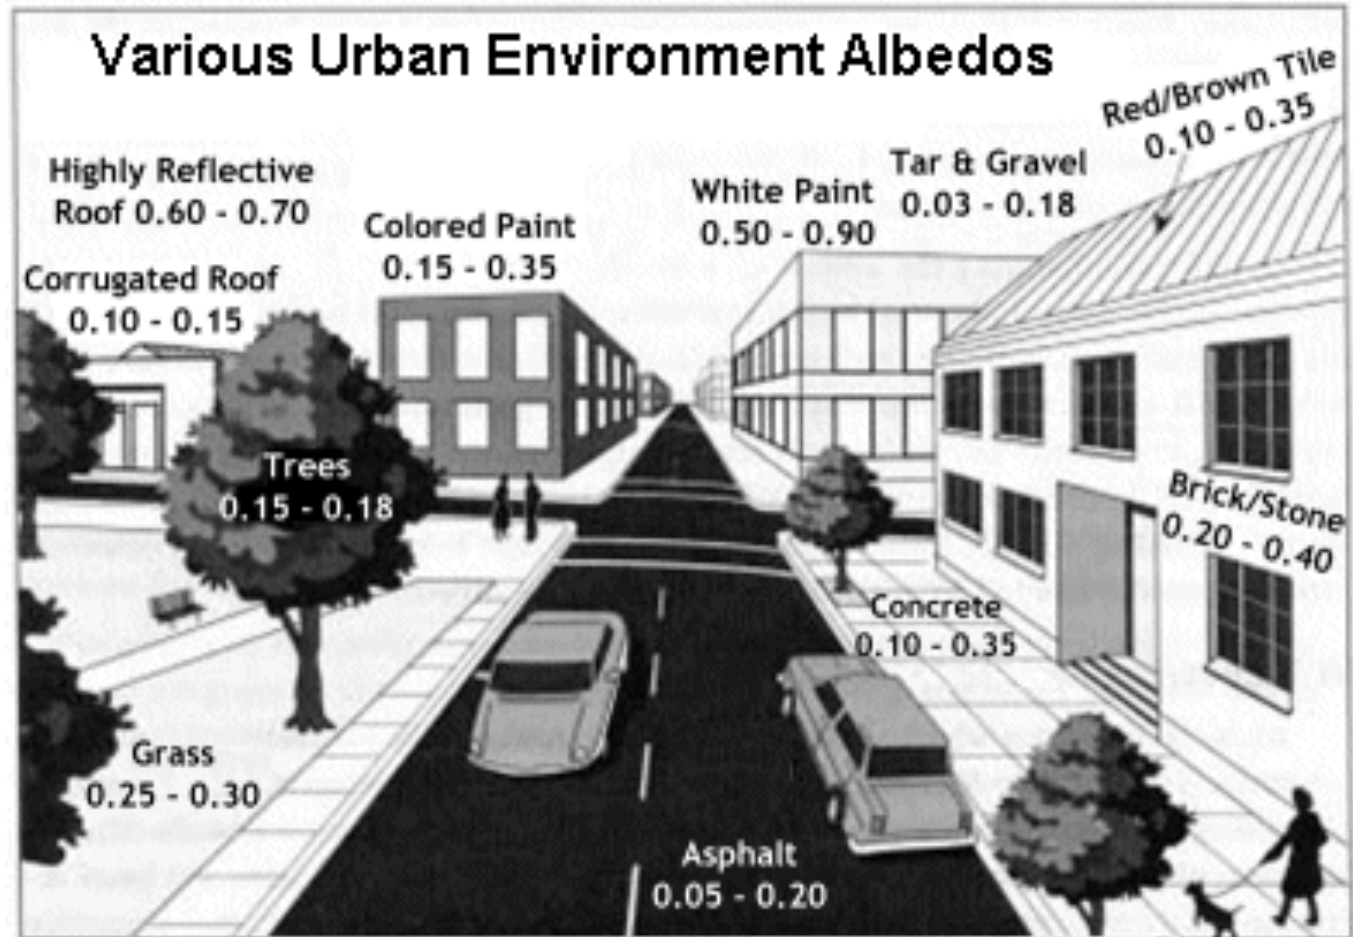 Various Urban Environment Albedos
Red/Brown Tile
0.10 - 0.35
Highly Reflective
Roof 0.60 - 0.70
Tar & Gravel
0.03 - 0.18
White Paint
0.50 - 0.90
Colored Paint
0.15 - 0.35
Corrugated Roof
0.10 - 0.15
Trees
0.15 - 0.18
Brick/Stone
0.20 - 0.40
Concrete
0.10 - 0.35
Grass
0.25 - 0.30
Asphalt
0.05 - 0.20